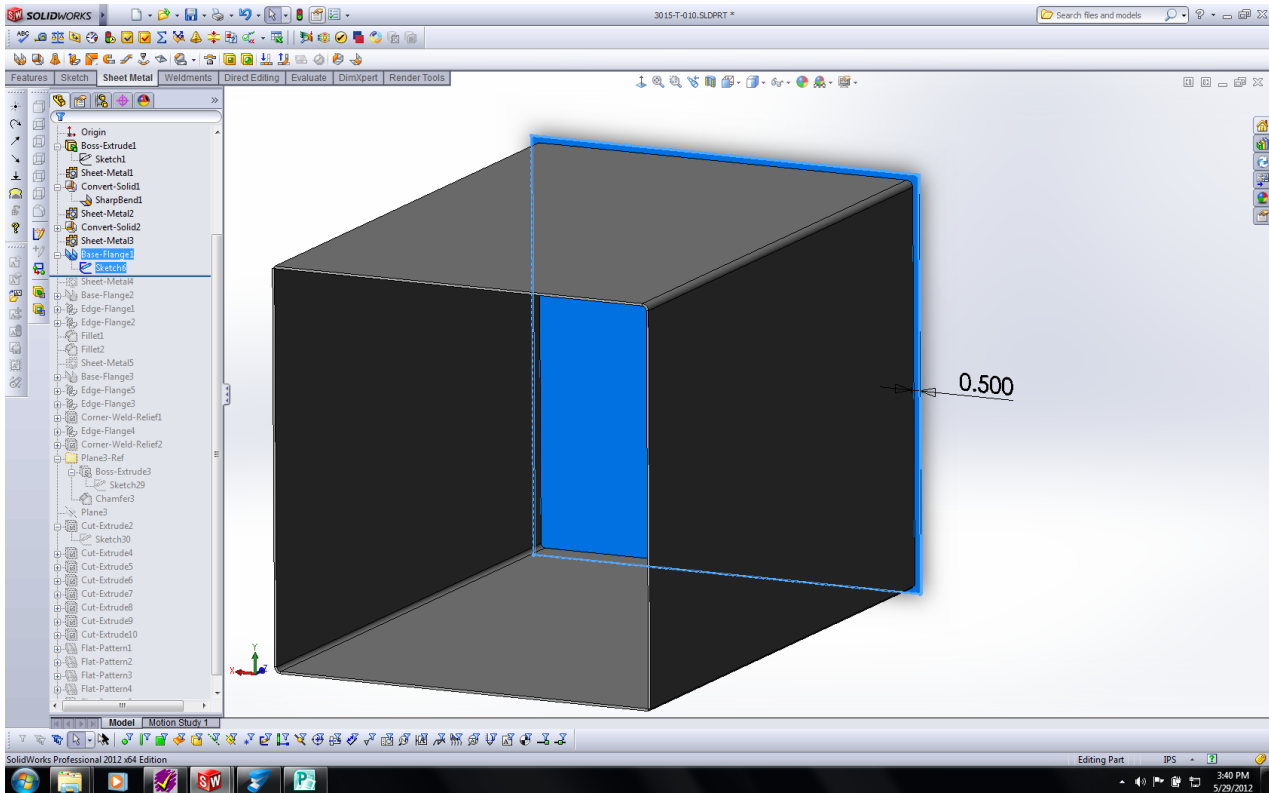 SOLIDWORKS
3015-T-010.SLDPRT *
Search files and models
Features Sketch Sheet Metal Weldments Direct Editing Evaluate DimXpert Render Tools
Origin
Boss-Extrude1
Sketch1
Sheet-Metal1
Convert-Solid1
SharpBend1
Sheet-Metal2
Convert-Solid2
Sheet-Metal3
Base-Flange1
Sketch6
Sheet-Metal4
Base-Flange2
Edge-Flange1
Edge-Flange2
Fillet1
Fillet2
Sheet-Metal5
Base-Flange3
Edge-Flange5
Edge-Flange3
Corner-Weld-Relief1
Edge-Flange4
Corner-Weld-Relief2
Plane3-Ref
Boss-Extrude3
Sketch29
Chamfer3
Plane3
Cut-Extrude2
Sketch30
Cut-Extrude4
Cut-Extrude5
Cut-Extrude6
Cut-Extrude7
Cut-Extrude8
Cut-Extrude9
Cut-Extrude10
Flat-Pattern1
Flat-Pattern2
Flat-Pattern3
Flat-Pattern4
0.500
Y
X
Z
Model Motion Study 1
SolidWorks Professional 2012 x64 Edition
Editing Part
IPS
3:40 PM
5/29/2012